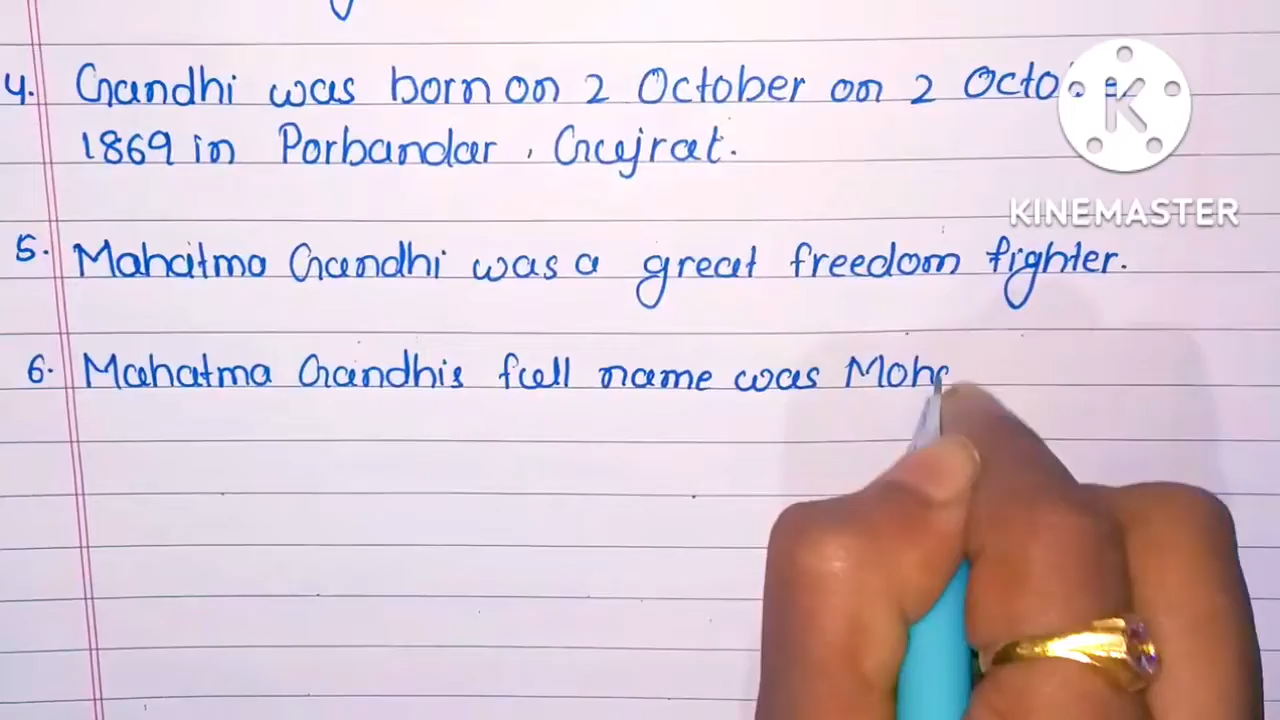 4. Gandhi was born on 2 October on 2 October
1869 in Porbandar, Gujrat.
5. Mahatma Gandhi was a great freedom fighter.
6. Mahatma Gandhis full name was Moh
K
KINEMASTER